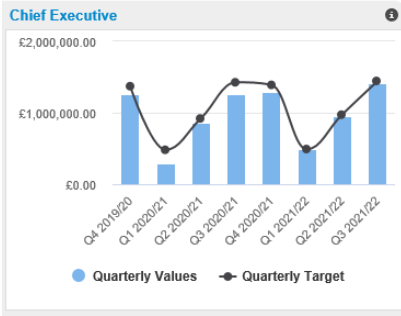 Chief Executive
£2,000,000.00
£1,000,000.00
£0.00
Q4 2019/20
Q1 2020/21
Q2 2020/21
Q3 2020/21
Q4 2020/21
Q1 2021/22
Q2 2021/22
Q3 2021/22
Quarterly Values Quarterly Target